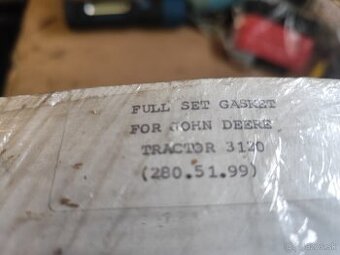 FULL SET GASKET
FOR JOHN DEERE
TRACTOR 3120
(280.51.99)